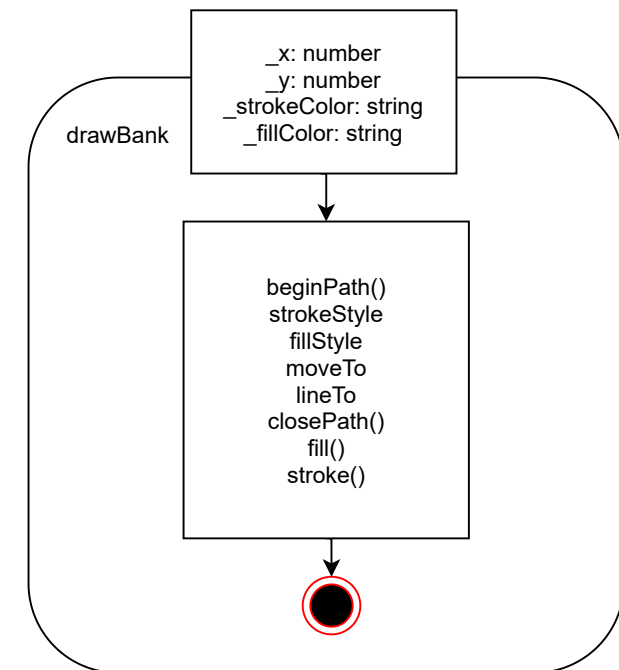 _x: number
_y: number
_strokeColor: string
_fillColor: string
drawBank
beginPath()
strokeStyle
fillStyle
moveTo
lineTo
closePath()
fill()
stroke()